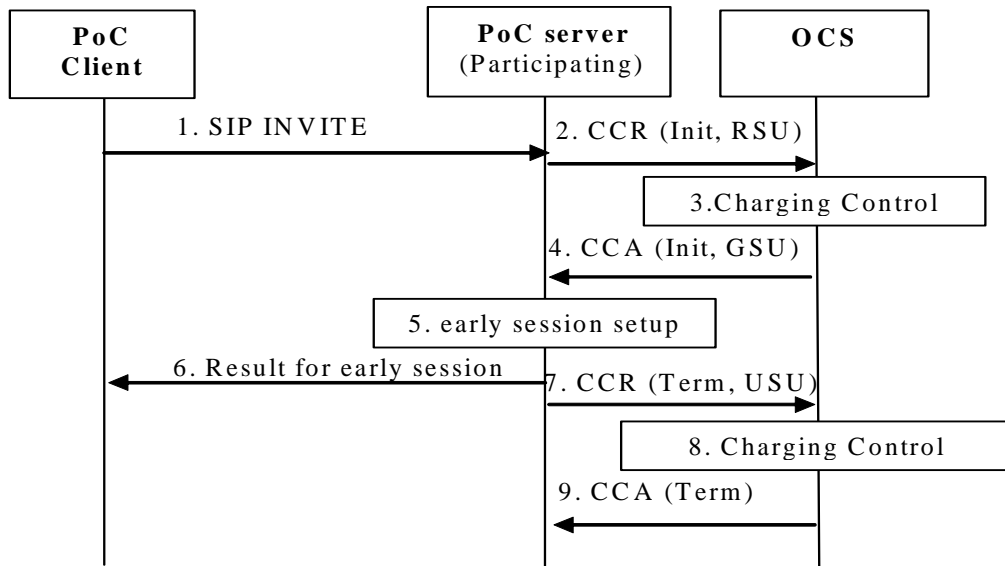 PoC
Client
PoC server
(Participating)
OCS
1. SIP INVITE
2. CCR (Init, RSU)
3.Charging Control
4. CCA (Init, GSU)
5. early session setup
6. Result for early session
7. CCR (Term, USU)
8. Charging Control
9. CCA (Term)